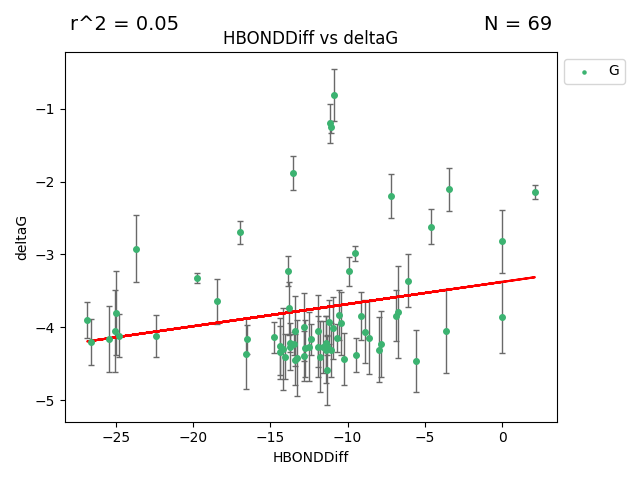 r^2 = 0.05
N = 69
HBONDDiff vs deltaG
G
−1
−2
−3
−4
−5
deltaG
−25
−20
−15
−10
−5
0
HBONDDiff